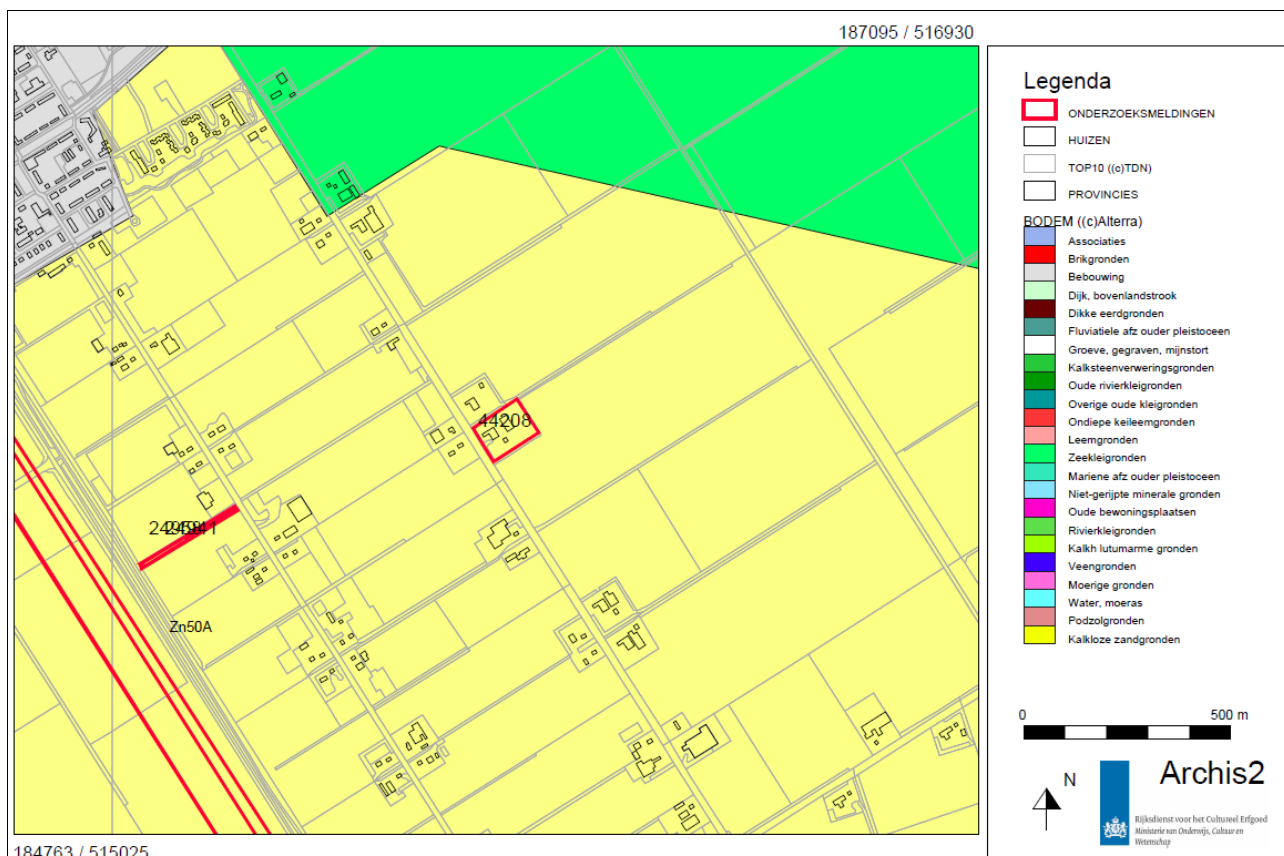 187095 / 516930
44208
Zn50A
184763 / 515025
Legenda
ONDERZOEKSMELDINGEN
HUIZEN
TOP10 ((c)TDN)
PROVINCIES
BODEM ((c)Alterra)
Associaties
Brikgronden
Bebouwing
Dijk, bovenlandstrook
Dikke eerdgronden
Fluviatiele afz ouder pleistoceen
Groeve, gegraven, mijnstort
Kalksteenverweringsgronden
Oude rivierkleigronden
Overige oude kleigronden
Ondiepe keileemgronden
Leemgronden
Zeekleigronden
Mariene afz ouder pleistoceen
Niet-gerijpte minerale gronden
Oude bewoningsplaatsen
Rivierkleigronden
Kalkh lutumarme gronden
Veengronden
Moerige gronden
Water, moeras
Podzolgronden
Kalkloze zandgronden
0 500 m
N
Archis2
Rijksdienst voor het Cultureel Erfgoed
Ministerie van Onderwijs, Cultuur en
Wetenschap